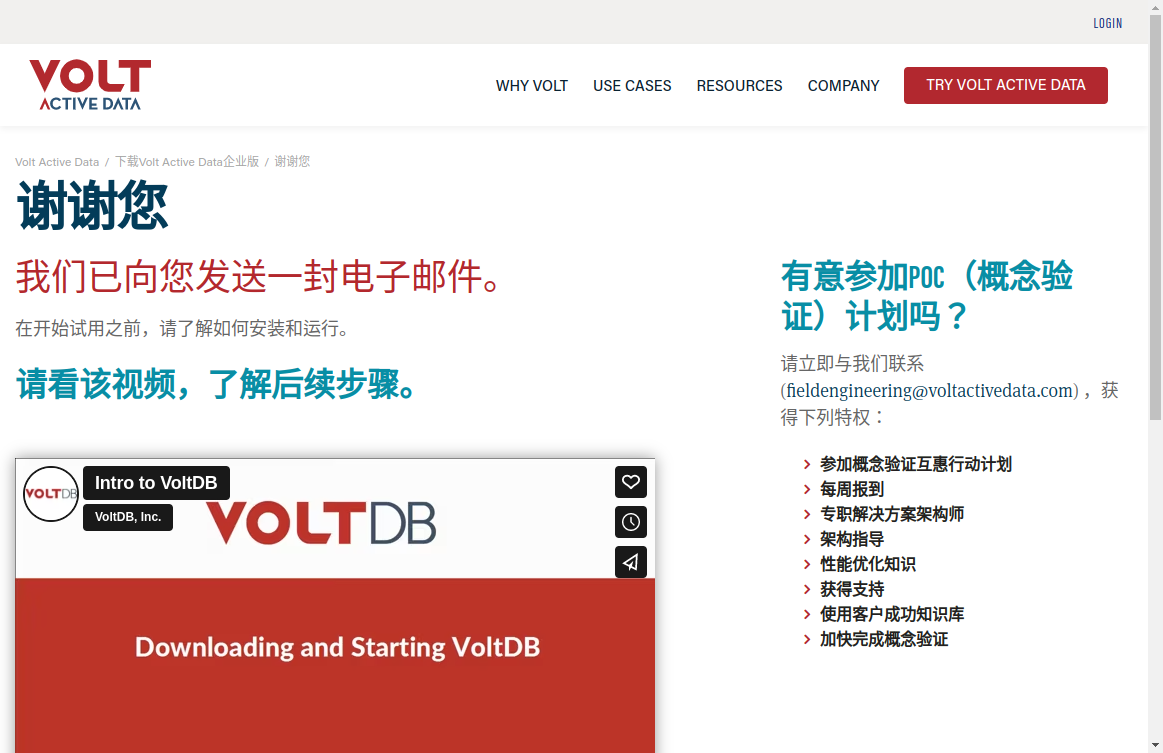 LOGIN
VOLT
ACTIVE DATA
WHY VOLT
USE CASES
RESOURCES
COMPANY
TRY VOLT ACTIVE DATA
Volt Active Data / 下载Volt Active Data企业版 / 谢谢您
谢谢您
我们已向您发送一封电子邮件。
在开始试用之前，请了解如何安装和运行。
请看该视频，了解后续步骤。
VOLTDB
Intro to VoltDB
VoltDB, Inc.
VOLTDB
Downloading and Starting VoltDB
有意参加POC（概念验
证）计划吗？
请立即与我们联系
(fieldengineering@voltactivedata.com) ，获
得下列特权：
参加概念验证互惠行动计划
每周报到
专职解决方案架构师
架构指导
性能优化知识
获得支持
使用客户成功知识库
加快完成概念验证